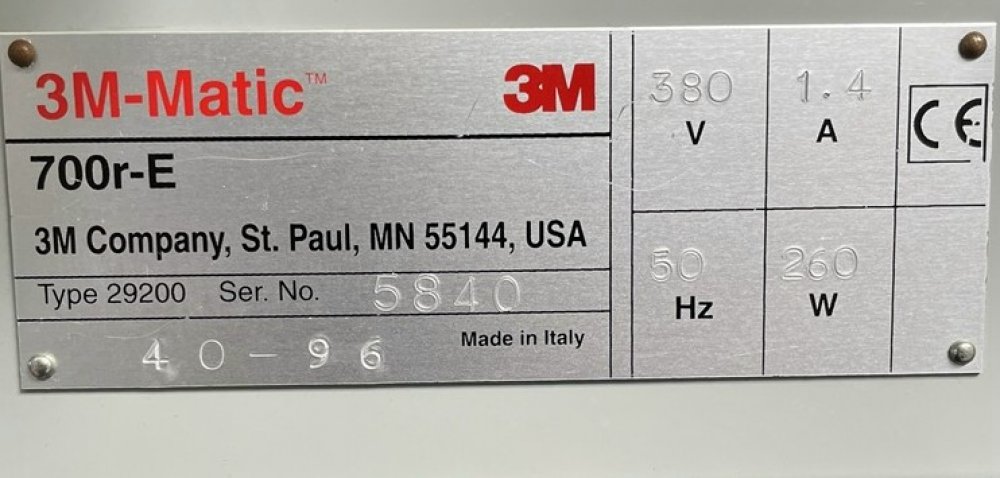 3M-Matic™ 3M
700r-E
3M Company, St. Paul, MN 55144, USA
Type 29200 Ser. No. 5840
40-96 Made in Italy
380 V
1.4 A
CE
50 Hz
260 W